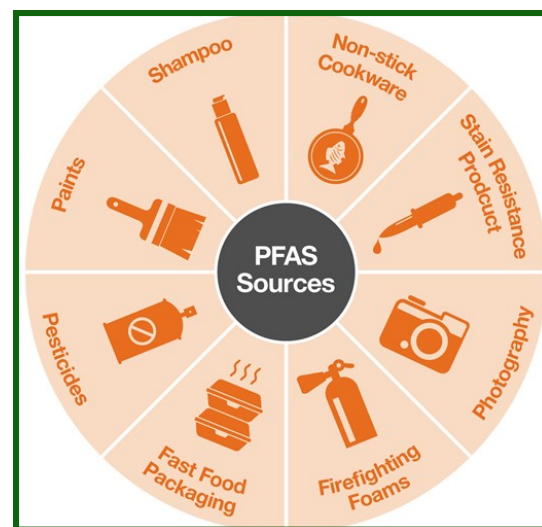 PFAS
Sources
Non-stick
Cookware
Stain Resistance
Prodcuct
Photography
Firefighting
Foams
Fast Food
Packaging
Pesticides
Paints
Shampoo